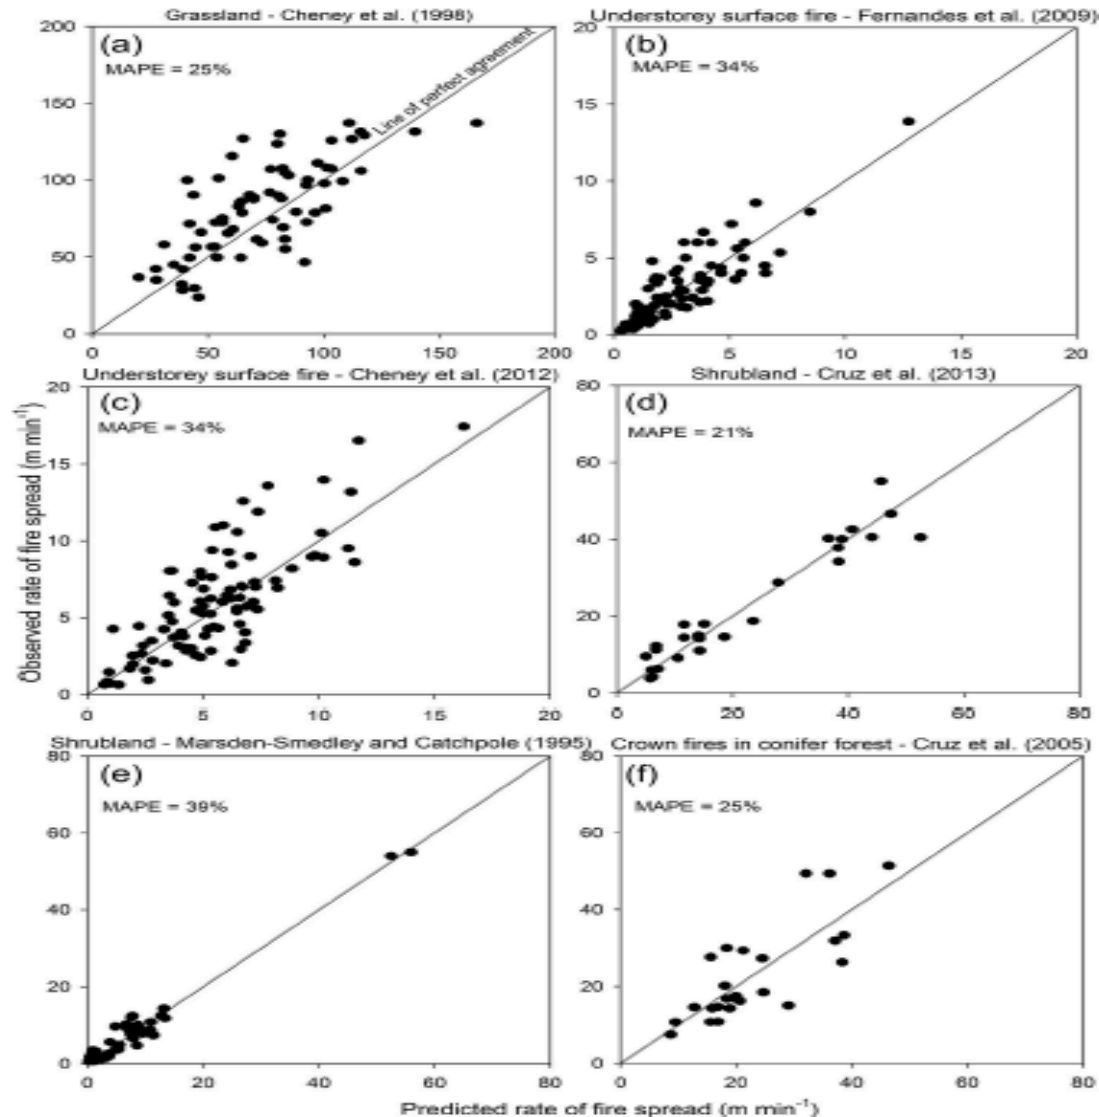 Grassland - Cheney et al. (1998)
200
(a)
MAPE = 25%
Line of perfect agreement
150
100
50
0
0 50 100 150 200
Understorey surface fire - Fernandes et al. (2009)
20
(b)
MAPE = 34%
15
10
5
0
0 5 10 15 20
Understorey surface fire - Cheney et al. (2012)
20
(c)
MAPE = 34%
15
10
5
0
0 5 10 15 20
Shrubland - Cruz et al. (2013)
80
(d)
MAPE = 21%
60
40
20
0
0 20 40 60 80
Observed rate of fire spread (m min⁻¹)
Shrubland - Marsden-Smedley and Catchpole (1995)
80
(e)
MAPE = 39%
60
40
20
0
0 20 40 60 80
Crown fires in conifer forest - Cruz et al. (2005)
80
(f)
MAPE = 25%
60
40
20
0
0 20 40 60 80
Predicted rate of fire spread (m min⁻¹)